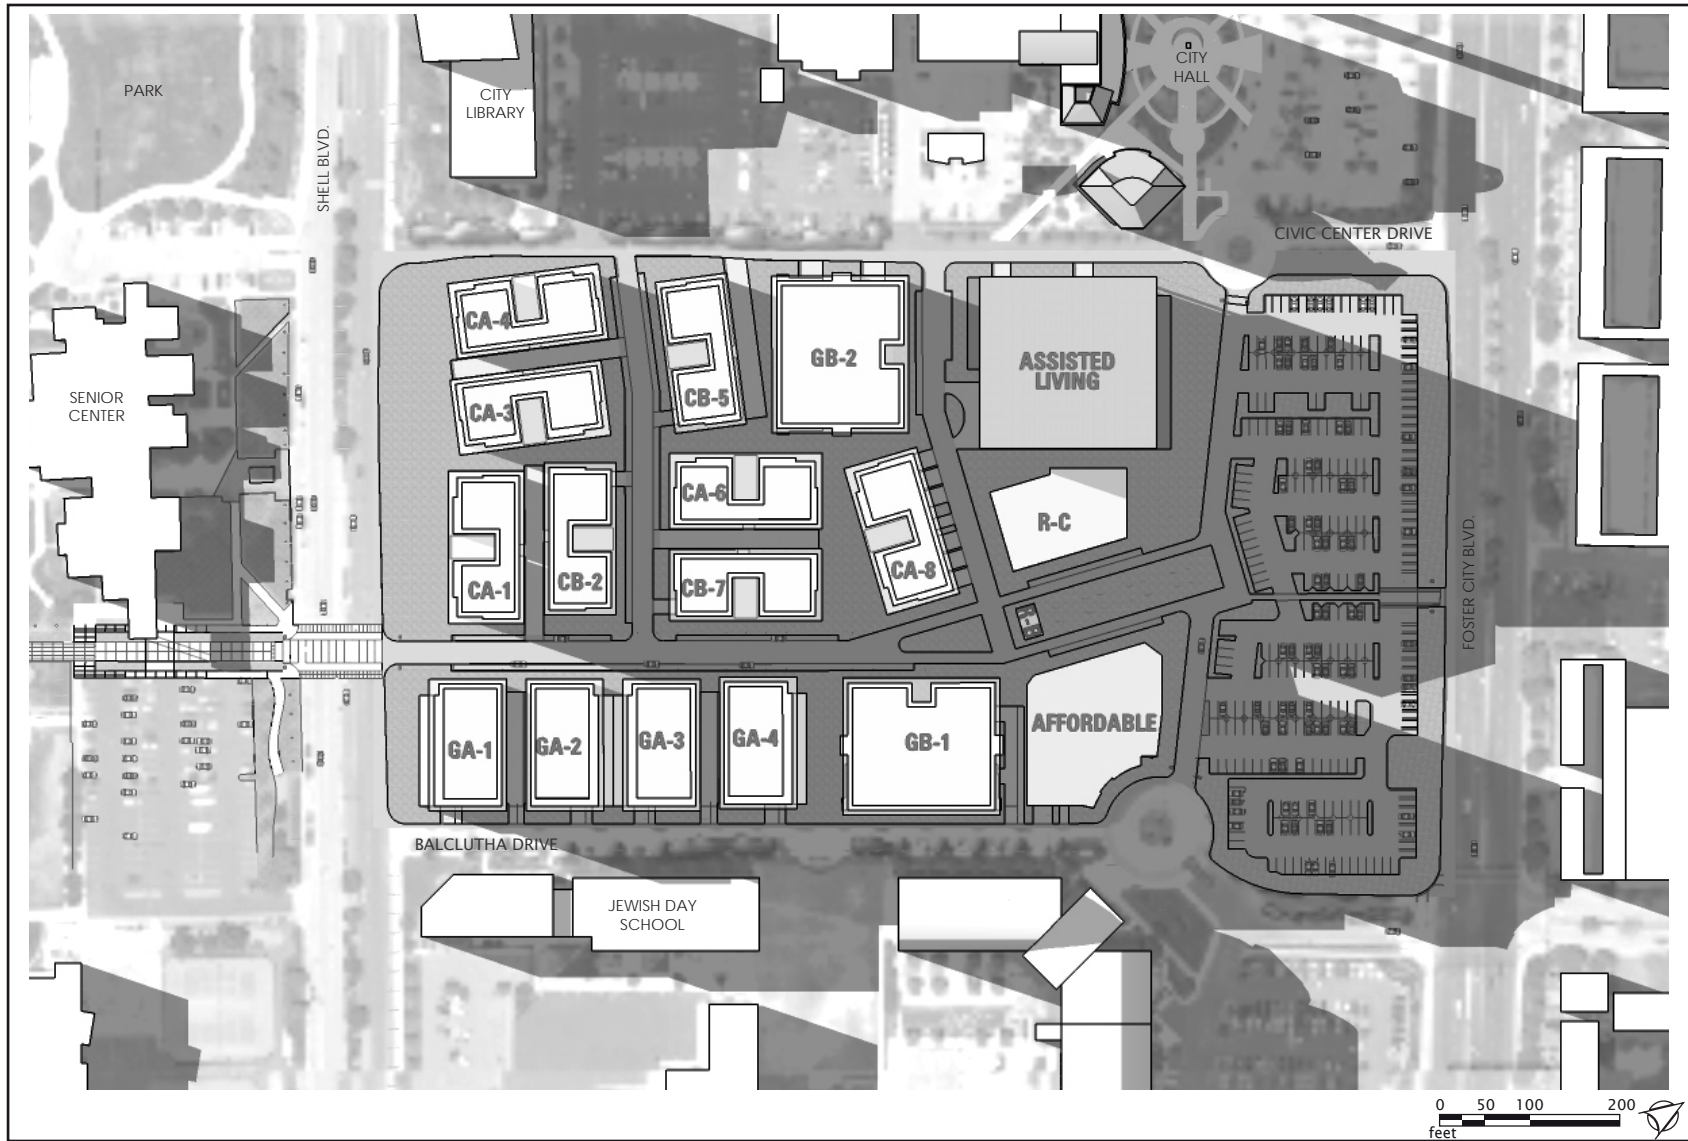 PARK
CITY
LIBRARY
CITY
HALL
SHELL BLVD.
CIVIC CENTER DRIVE
CA-4
CB-5
GB-2
ASSISTED
LIVING
SENIOR
CENTER
CA-3
CA-6
R-C
CA-1
CB-2
CB-7
CA-8
FOSTER CITY BLVD.
GA-1
GA-2
GA-3
GA-4
GB-1
AFFORDABLE
BALCLUTHA DRIVE
JEWISH DAY
SCHOOL
0 50 100 200
feet